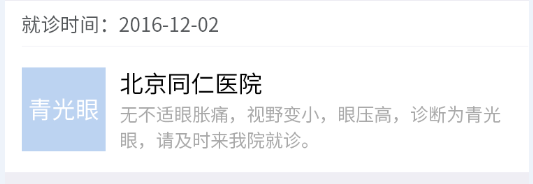 就诊时间：2016-12-02
北京同仁医院
青光眼
无不适眼胀痛，视野变小，眼压高，诊断为青光
眼，请及时来我院就诊。